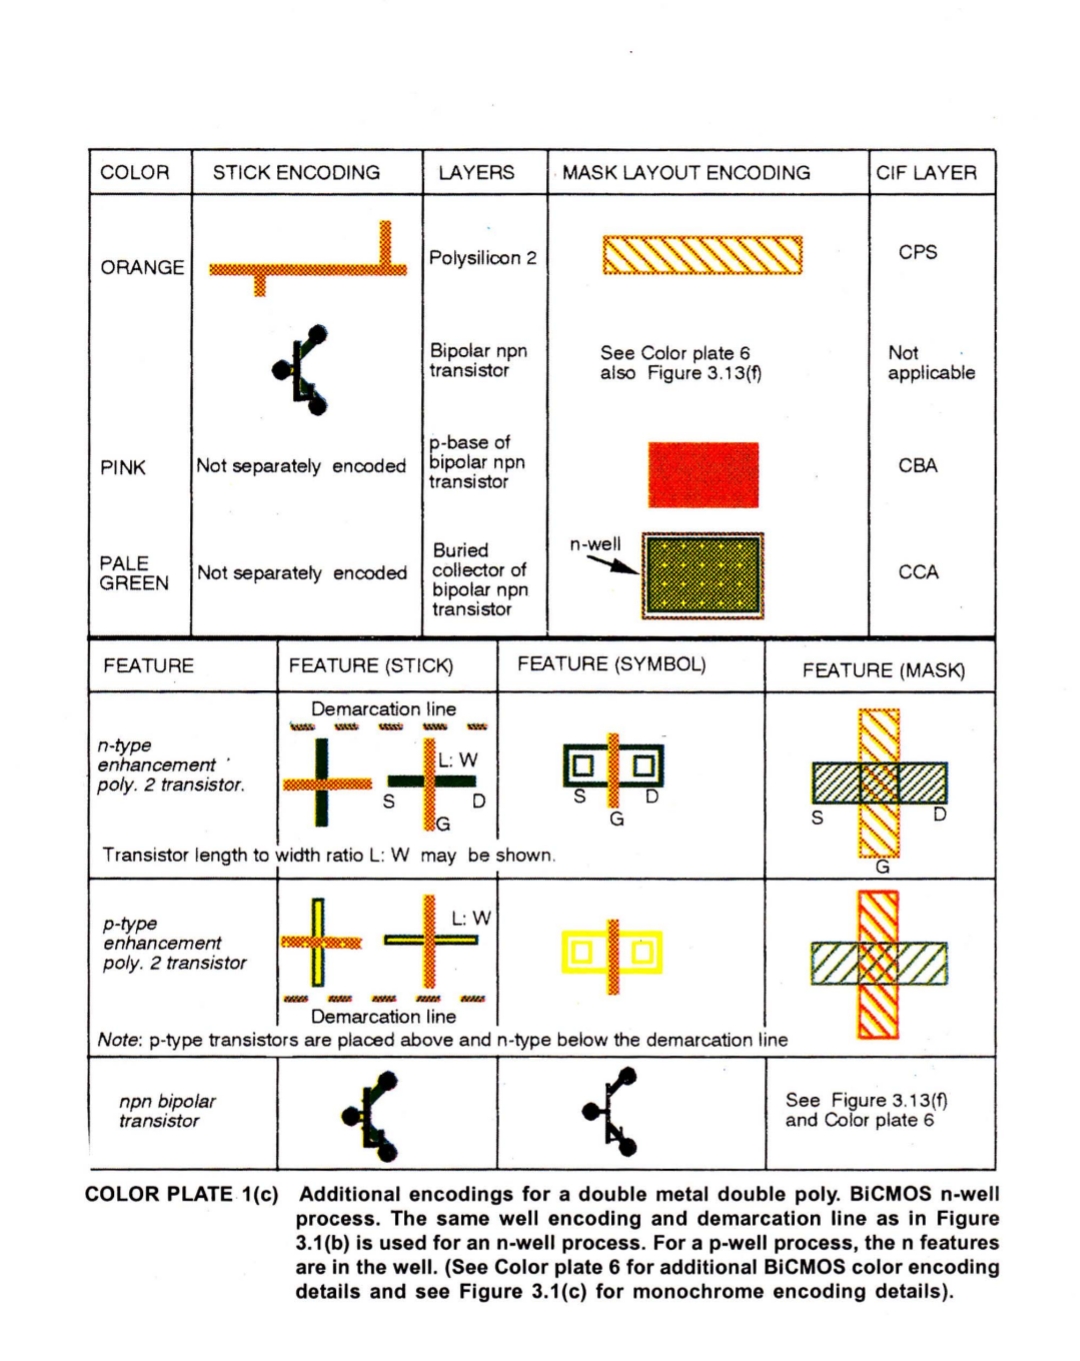 COLOR STICK ENCODING LAYERS MASK LAYOUT ENCODING CIF LAYER
ORANGE Polysilicon 2 CPS
Bipolar npn
transistor
See Color plate 6
also Figure 3.13(f)
Not
applicable
PINK Not separately encoded
p-base of
bipolar npn
transistor
CBA
PALE
GREEN
Not separately encoded
Buried
collector of
bipolar npn
transistor
n-well
CCA
FEATURE FEATURE (STICK) FEATURE (SYMBOL) FEATURE (MASK)
n-type
enhancement
poly. 2 transistor.
Demarcation line
L: W
S D
G
S D
G
S D
G
Transistor length to width ratio L: W may be shown.
p-type
enhancement
poly. 2 transistor
L: W
Demarcation line
Note: p-type transistors are placed above and n-type below the demarcation line
npn bipolar
transistor
See Figure 3.13(f)
and Color plate 6
COLOR PLATE 1(c) Additional encodings for a double metal double poly. BiCMOS n-well
process. The same well encoding and demarcation line as in Figure
3.1(b) is used for an n-well process. For a p-well process, the n features
are in the well. (See Color plate 6 for additional BiCMOS color encoding
details and see Figure 3.1(c) for monochrome encoding details).